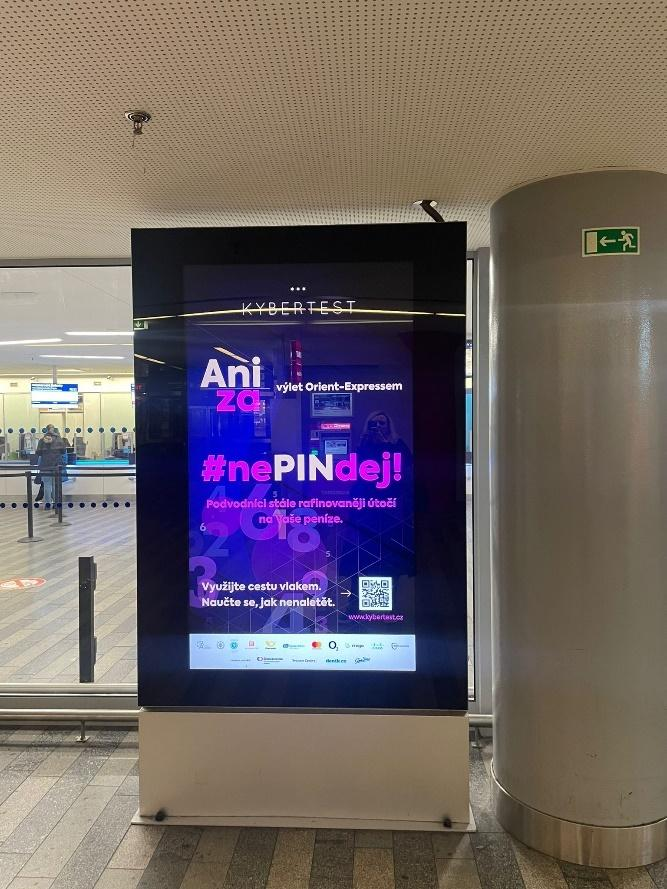 KYBERTEST
Ani
za
výlet Orient-Expressem
#nePINdej!
Podvodníci stále rafinovaněji útočí
na Vaše peníze.
Využijte cestu vlakem.
Naučte se, jak nenaletět.
www.kybertest.cz
O2